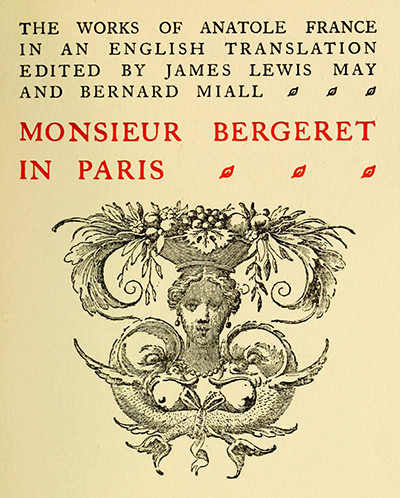 THE WORKS OF ANATOLE FRANCE
IN AN ENGLISH TRANSLATION
EDITED BY JAMES LEWIS MAY
AND BERNARD MIALL
MONSIEUR BERGERET
IN PARIS